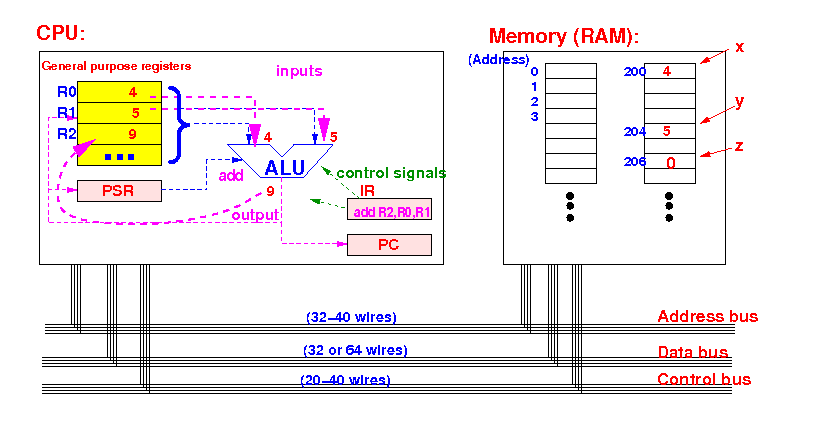 CPU:
General purpose registers
R0 4
R1 5
R2 9
PSR
inputs
4 5
ALU
add
9
output
control signals
IR
add R2,R0,R1
PC
Memory (RAM):
(Address)
0
1
2
3
200 4
204 5
206 0
x
y
z
(32-40 wires)
Address bus
(32 or 64 wires)
Data bus
(20-40 wires)
Control bus